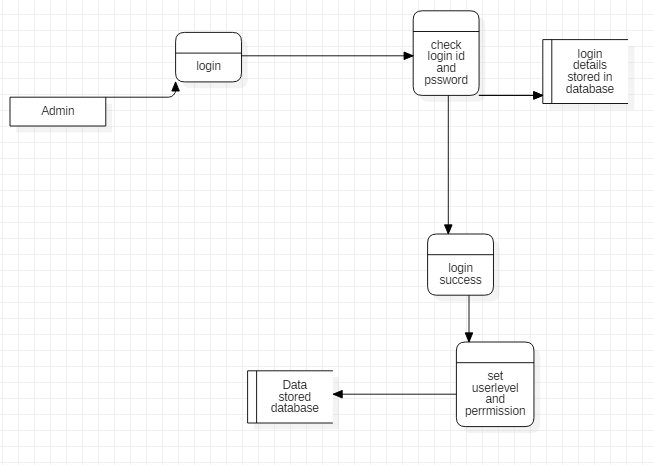 Admin
login
check
login id
and
pssword
login
details
stored in
database
login
success
set
userlevel
and
perrmission
Data
stored
database